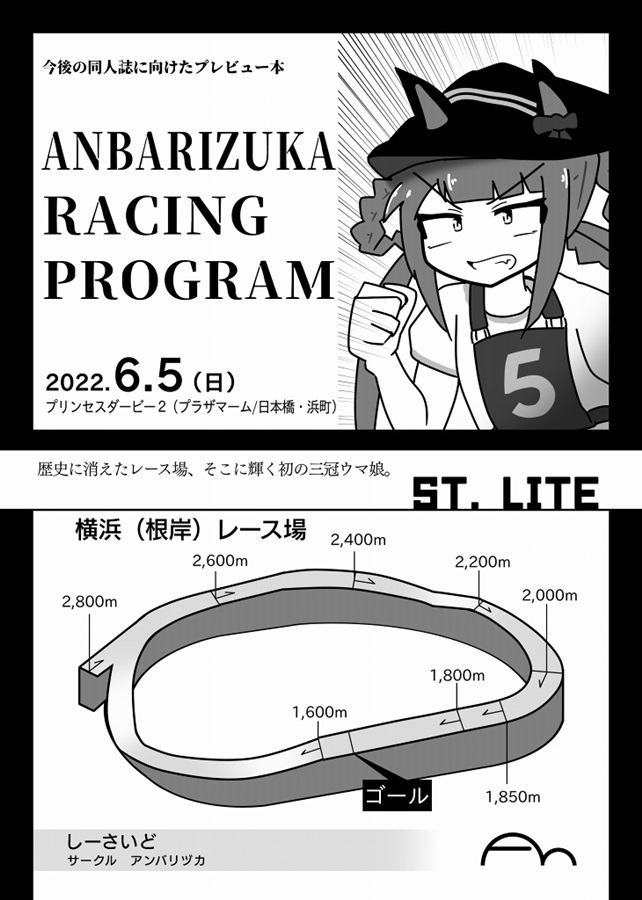 今後の同人誌に向けたプレビュー本
ANBARIZUKA
RACING
PROGRAM
2022.6.5（日）
プリンセスダービー２（プラザマーム/日本橋・浜町）
5
歴史に消えたレース場、そこに輝く初の三冠ウマ娘。
ST. LITE
横浜（根岸）レース場
2,400m
2,600m
2,200m
2,800m
2,000m
1,800m
1,600m
ゴール
1,850m
しーさいど
サークル　アンバリヅカ